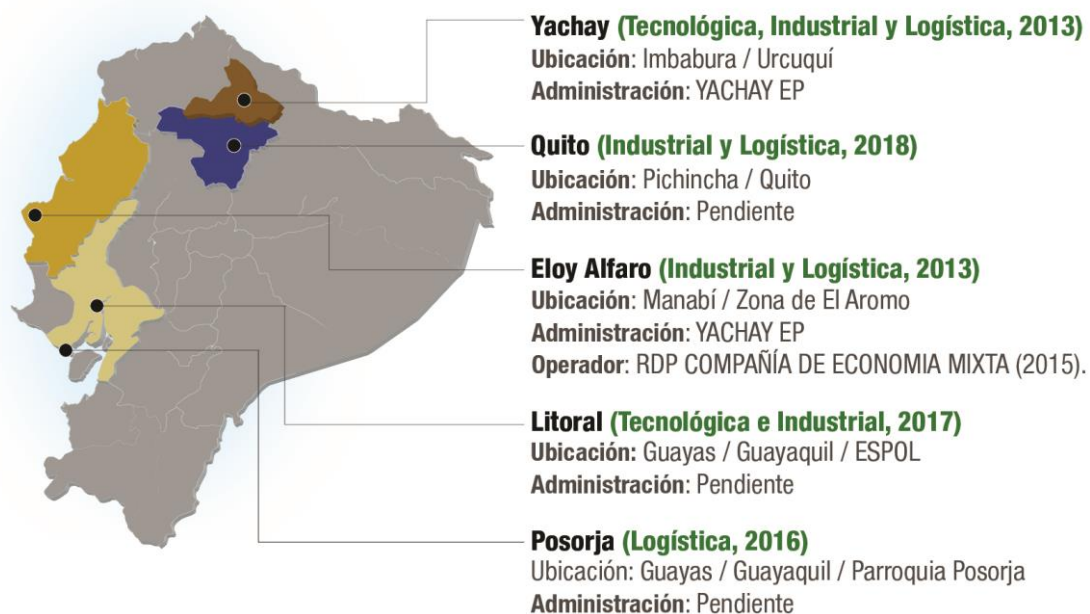 Yachay (Tecnológica, Industrial y Logística, 2013)
Ubicación: Imbabura / Urcuquí
Administración: YACHAY EP
Quito (Industrial y Logística, 2018)
Ubicación: Pichincha / Quito
Administración: Pendiente
Eloy Alfaro (Industrial y Logística, 2013)
Ubicación: Manabí / Zona de El Aromo
Administración: YACHAY EP
Operador: RDP COMPAÑÍA DE ECONOMIA MIXTA (2015).
Litoral (Tecnológica e Industrial, 2017)
Ubicación: Guayas / Guayaquil / ESPOL
Administración: Pendiente
Posorja (Logística, 2016)
Ubicación: Guayas / Guayaquil / Parroquia Posorja
Administración: Pendiente